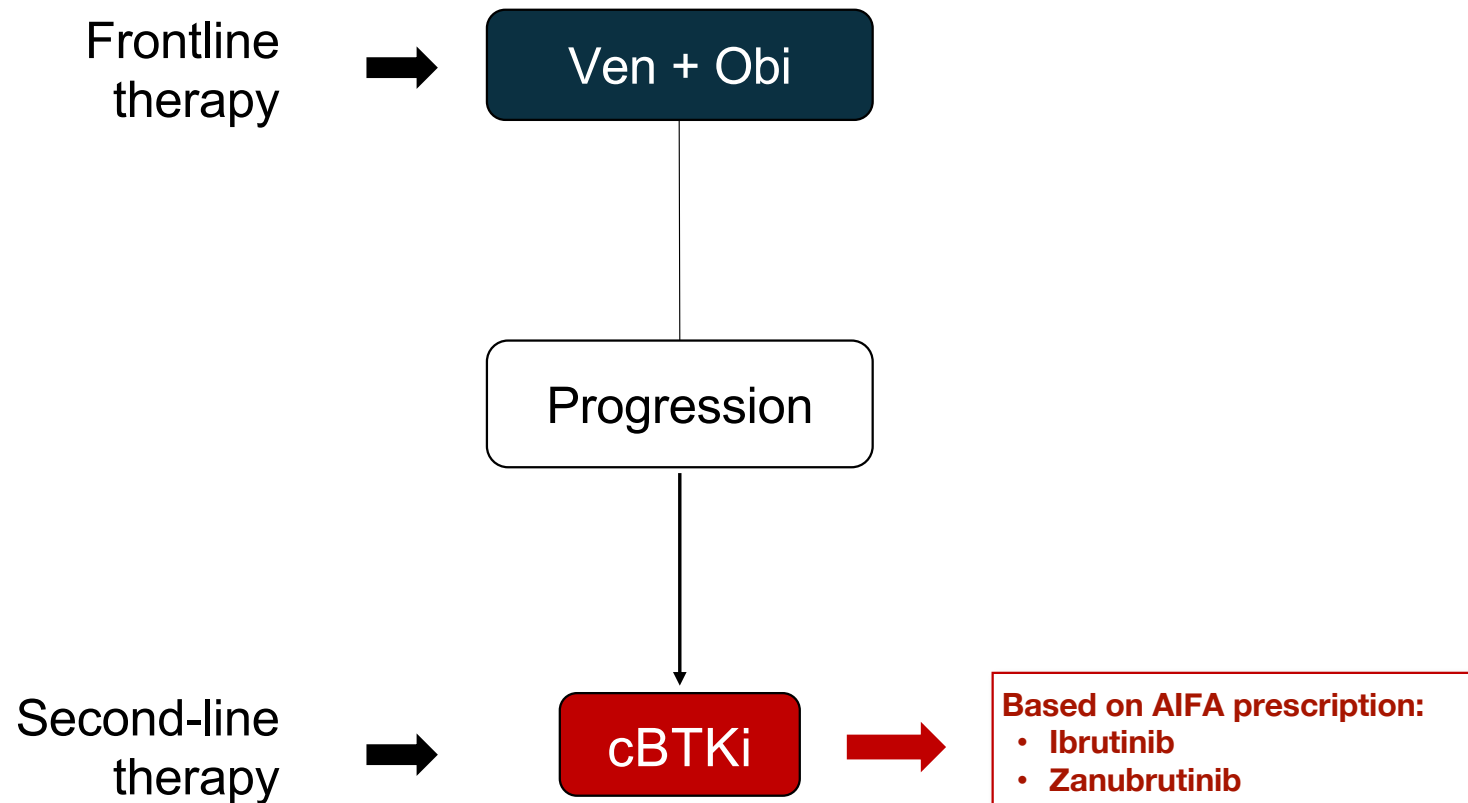 Frontline
therapy
Ven + Obi
Progression
Second-line
therapy
cBTKi
Based on AIFA prescription:
• Ibrutinib
• Zanubrutinib